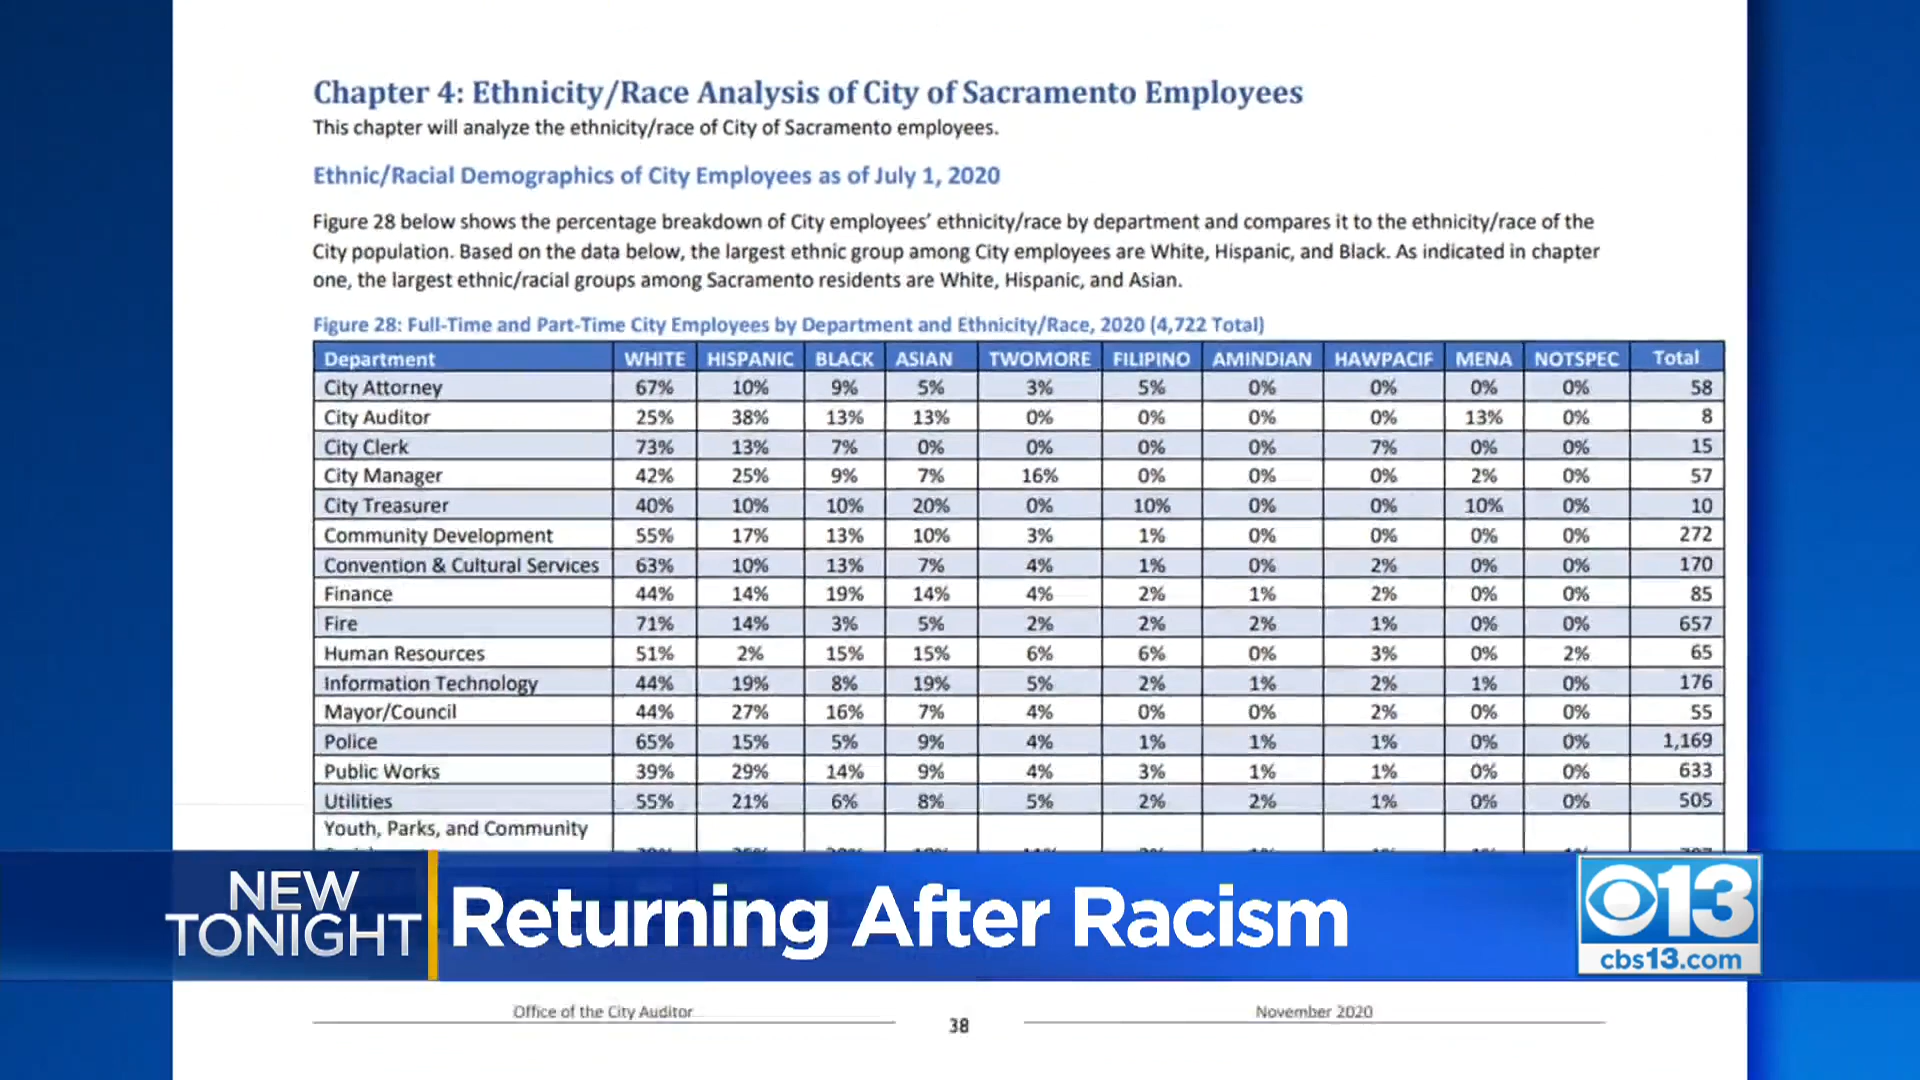 Chapter 4: Ethnicity/Race Analysis of City of Sacramento Employees
This chapter will analyze the ethnicity/race of City of Sacramento employees.
Ethnic/Racial Demographics of City Employees as of July 1, 2020
Figure 28 below shows the percentage breakdown of City employees' ethnicity/race by department and compares it to the ethnicity/race of the
City population. Based on the data below, the largest ethnic group among City employees are White, Hispanic, and Black. As indicated in chapter
one, the largest ethnic/racial groups among Sacramento residents are White, Hispanic, and Asian.
Figure 28: Full-Time and Part-Time City Employees by Department and Ethnicity/Race, 2020 (4,722 Total)
Department WHITE HISPANIC BLACK ASIAN TWOMORE FILIPINO AMINDIAN HAWPACIF MENA NOTSPEC Total
City Attorney 67% 10% 9% 5% 3% 5% 0% 0% 0% 0% 58
City Auditor 25% 38% 13% 13% 0% 0% 0% 0% 13% 0% 8
City Clerk 73% 13% 7% 0% 0% 0% 0% 7% 0% 0% 15
City Manager 42% 25% 9% 7% 16% 0% 0% 0% 2% 0% 57
City Treasurer 40% 10% 10% 20% 0% 10% 0% 0% 10% 0% 10
Community Development 55% 17% 13% 10% 3% 1% 0% 0% 0% 0% 272
Convention & Cultural Services 63% 10% 13% 7% 4% 1% 0% 2% 0% 0% 170
Finance 44% 14% 19% 14% 4% 2% 1% 2% 0% 0% 85
Fire 71% 14% 3% 5% 2% 2% 2% 1% 0% 0% 657
Human Resources 51% 2% 15% 15% 6% 6% 0% 3% 0% 2% 65
Information Technology 44% 19% 8% 19% 5% 2% 1% 2% 1% 0% 176
Mayor/Council 44% 27% 16% 7% 4% 0% 0% 2% 0% 0% 55
Police 65% 15% 5% 9% 4% 1% 1% 1% 0% 0% 1,169
Public Works 39% 29% 14% 9% 4% 3% 1% 1% 0% 0% 633
Utilities 55% 21% 6% 8% 5% 2% 2% 1% 0% 0% 505
Youth, Parks, and Community
NEW
TONIGHT
Returning After Racism
13
cbs13.com
Office of the City Auditor
38
November 2020